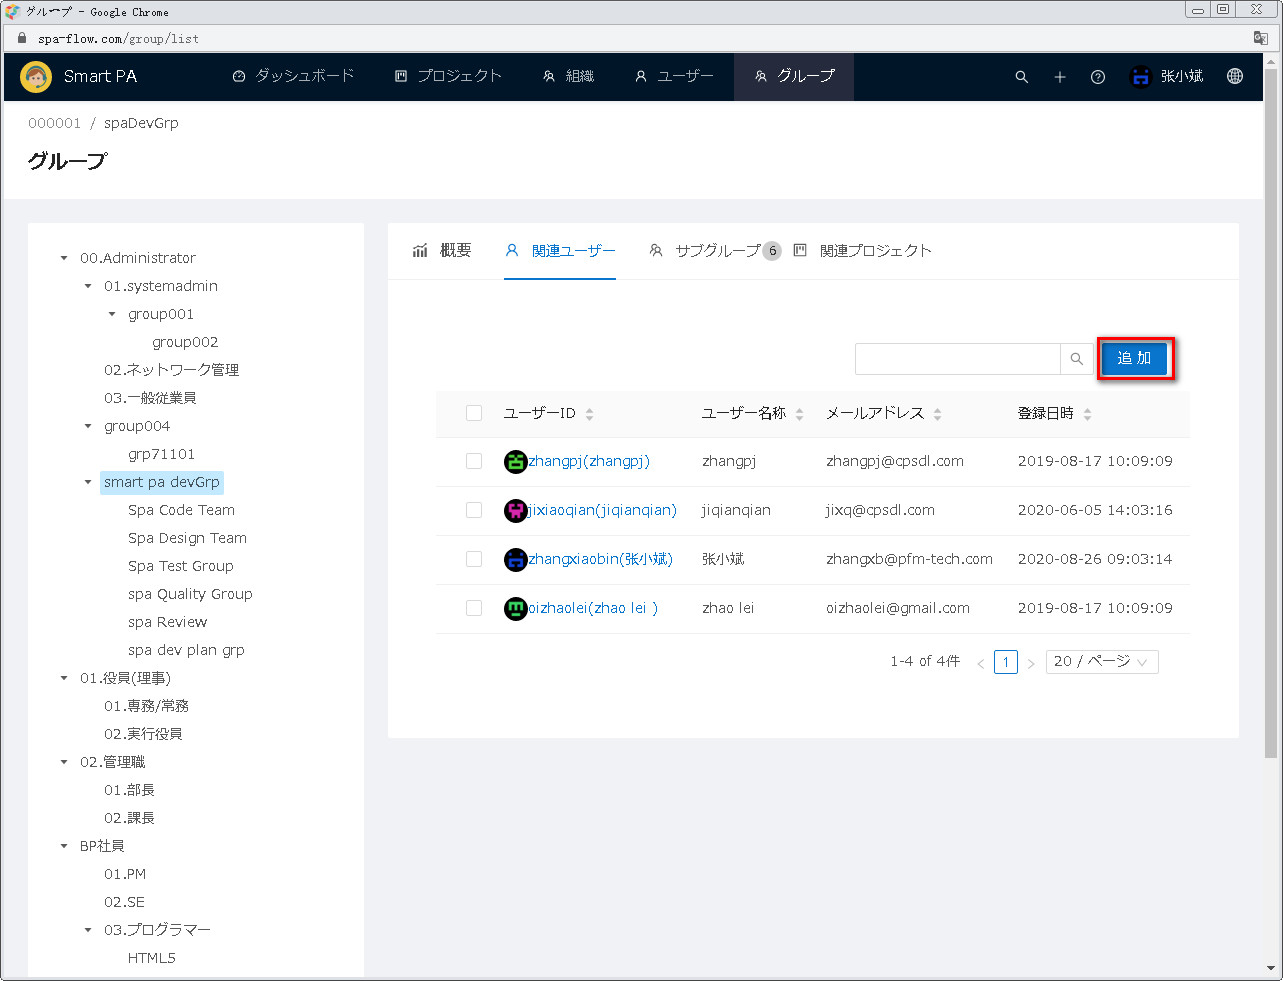 グループ - Google Chrome
spa-flow.com/group/list
Smart PA ダッシュボード プロジェクト 組織 ユーザー グループ 张小斌
000001 / spaDevGrp
グループ
00.Administrator
01.systemadmin
group001
group002
02.ネットワーク管理
03.一般従業員
group004
grp71101
smart pa devGrp
Spa Code Team
Spa Design Team
Spa Test Group
spa Quality Group
spa Review
spa dev plan grp
01.役員(理事)
01.専務/常務
02.実行役員
02.管理職
01.部長
02.課長
BP社員
01.PM
02.SE
03.プログラマー
HTML5
概要 関連ユーザー サブグループ 6 関連プロジェクト
追 加
ユーザーID ユーザー名称 メールアドレス 登録日時
zhangpj(zhangpj) zhangpj zhangpj@cpsdl.com 2019-08-17 10:09:09
jixiaoqian(jiqianqian) jiqianqian jixq@cpsdl.com 2020-06-05 14:03:16
zhangxiaobin(张小斌) 张小斌 zhangxb@pfm-tech.com 2020-08-26 09:03:14
oizhaolei(zhao lei ) zhao lei oizhaolei@gmail.com 2019-08-17 10:09:09
1-4 of 4件 < 1 > 20 / ページ